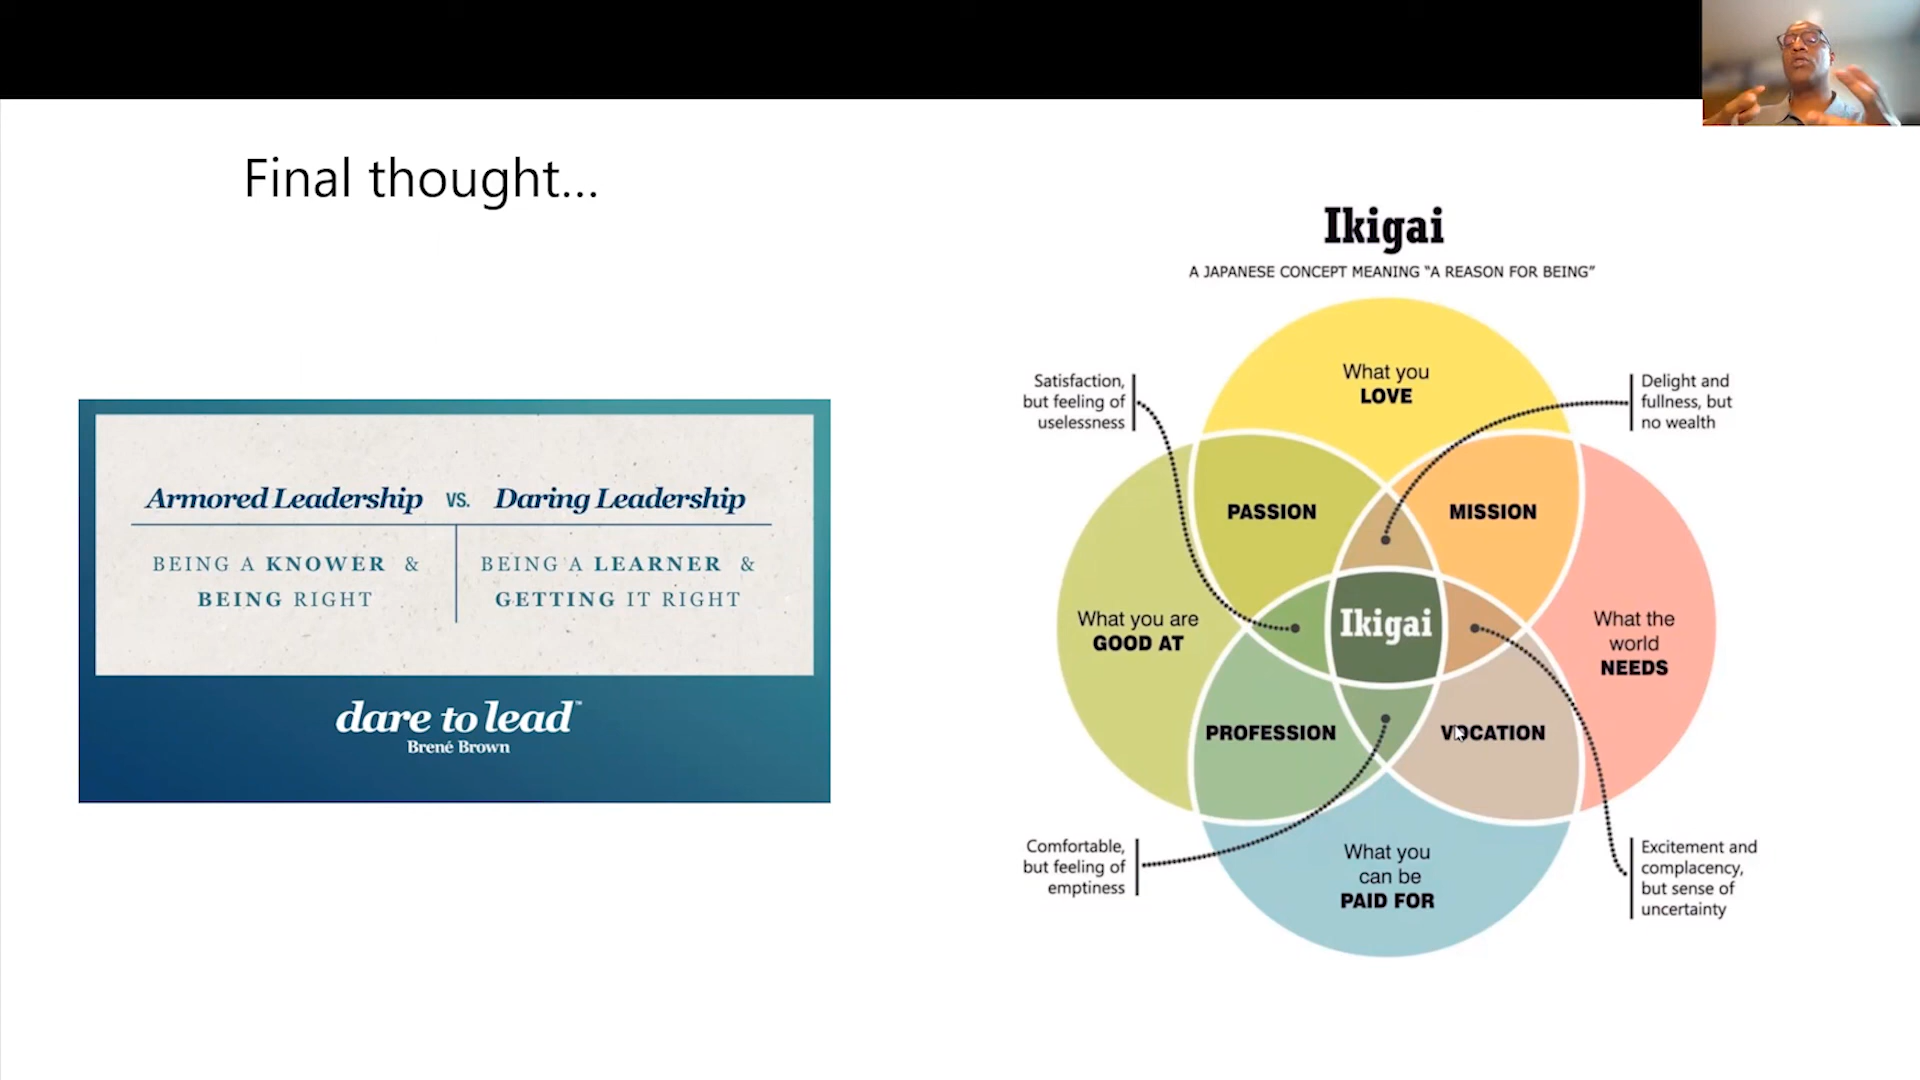 Final thought...
Armored Leadership vs. Daring Leadership
BEING A KNOWER &
BEING RIGHT
BEING A LEARNER &
GETTING IT RIGHT
dare to lead™
Brené Brown
Ikigai
A JAPANESE CONCEPT MEANING “A REASON FOR BEING”
What you
LOVE
Satisfaction,
but feeling of
uselessness
Delight and
fullness, but
no wealth
PASSION
MISSION
What you are
GOOD AT
Ikigai
What the
world
NEEDS
PROFESSION
VOCATION
What you
can be
PAID FOR
Comfortable,
but feeling of
emptiness
Excitement and
complacency,
but sense of
uncertainty